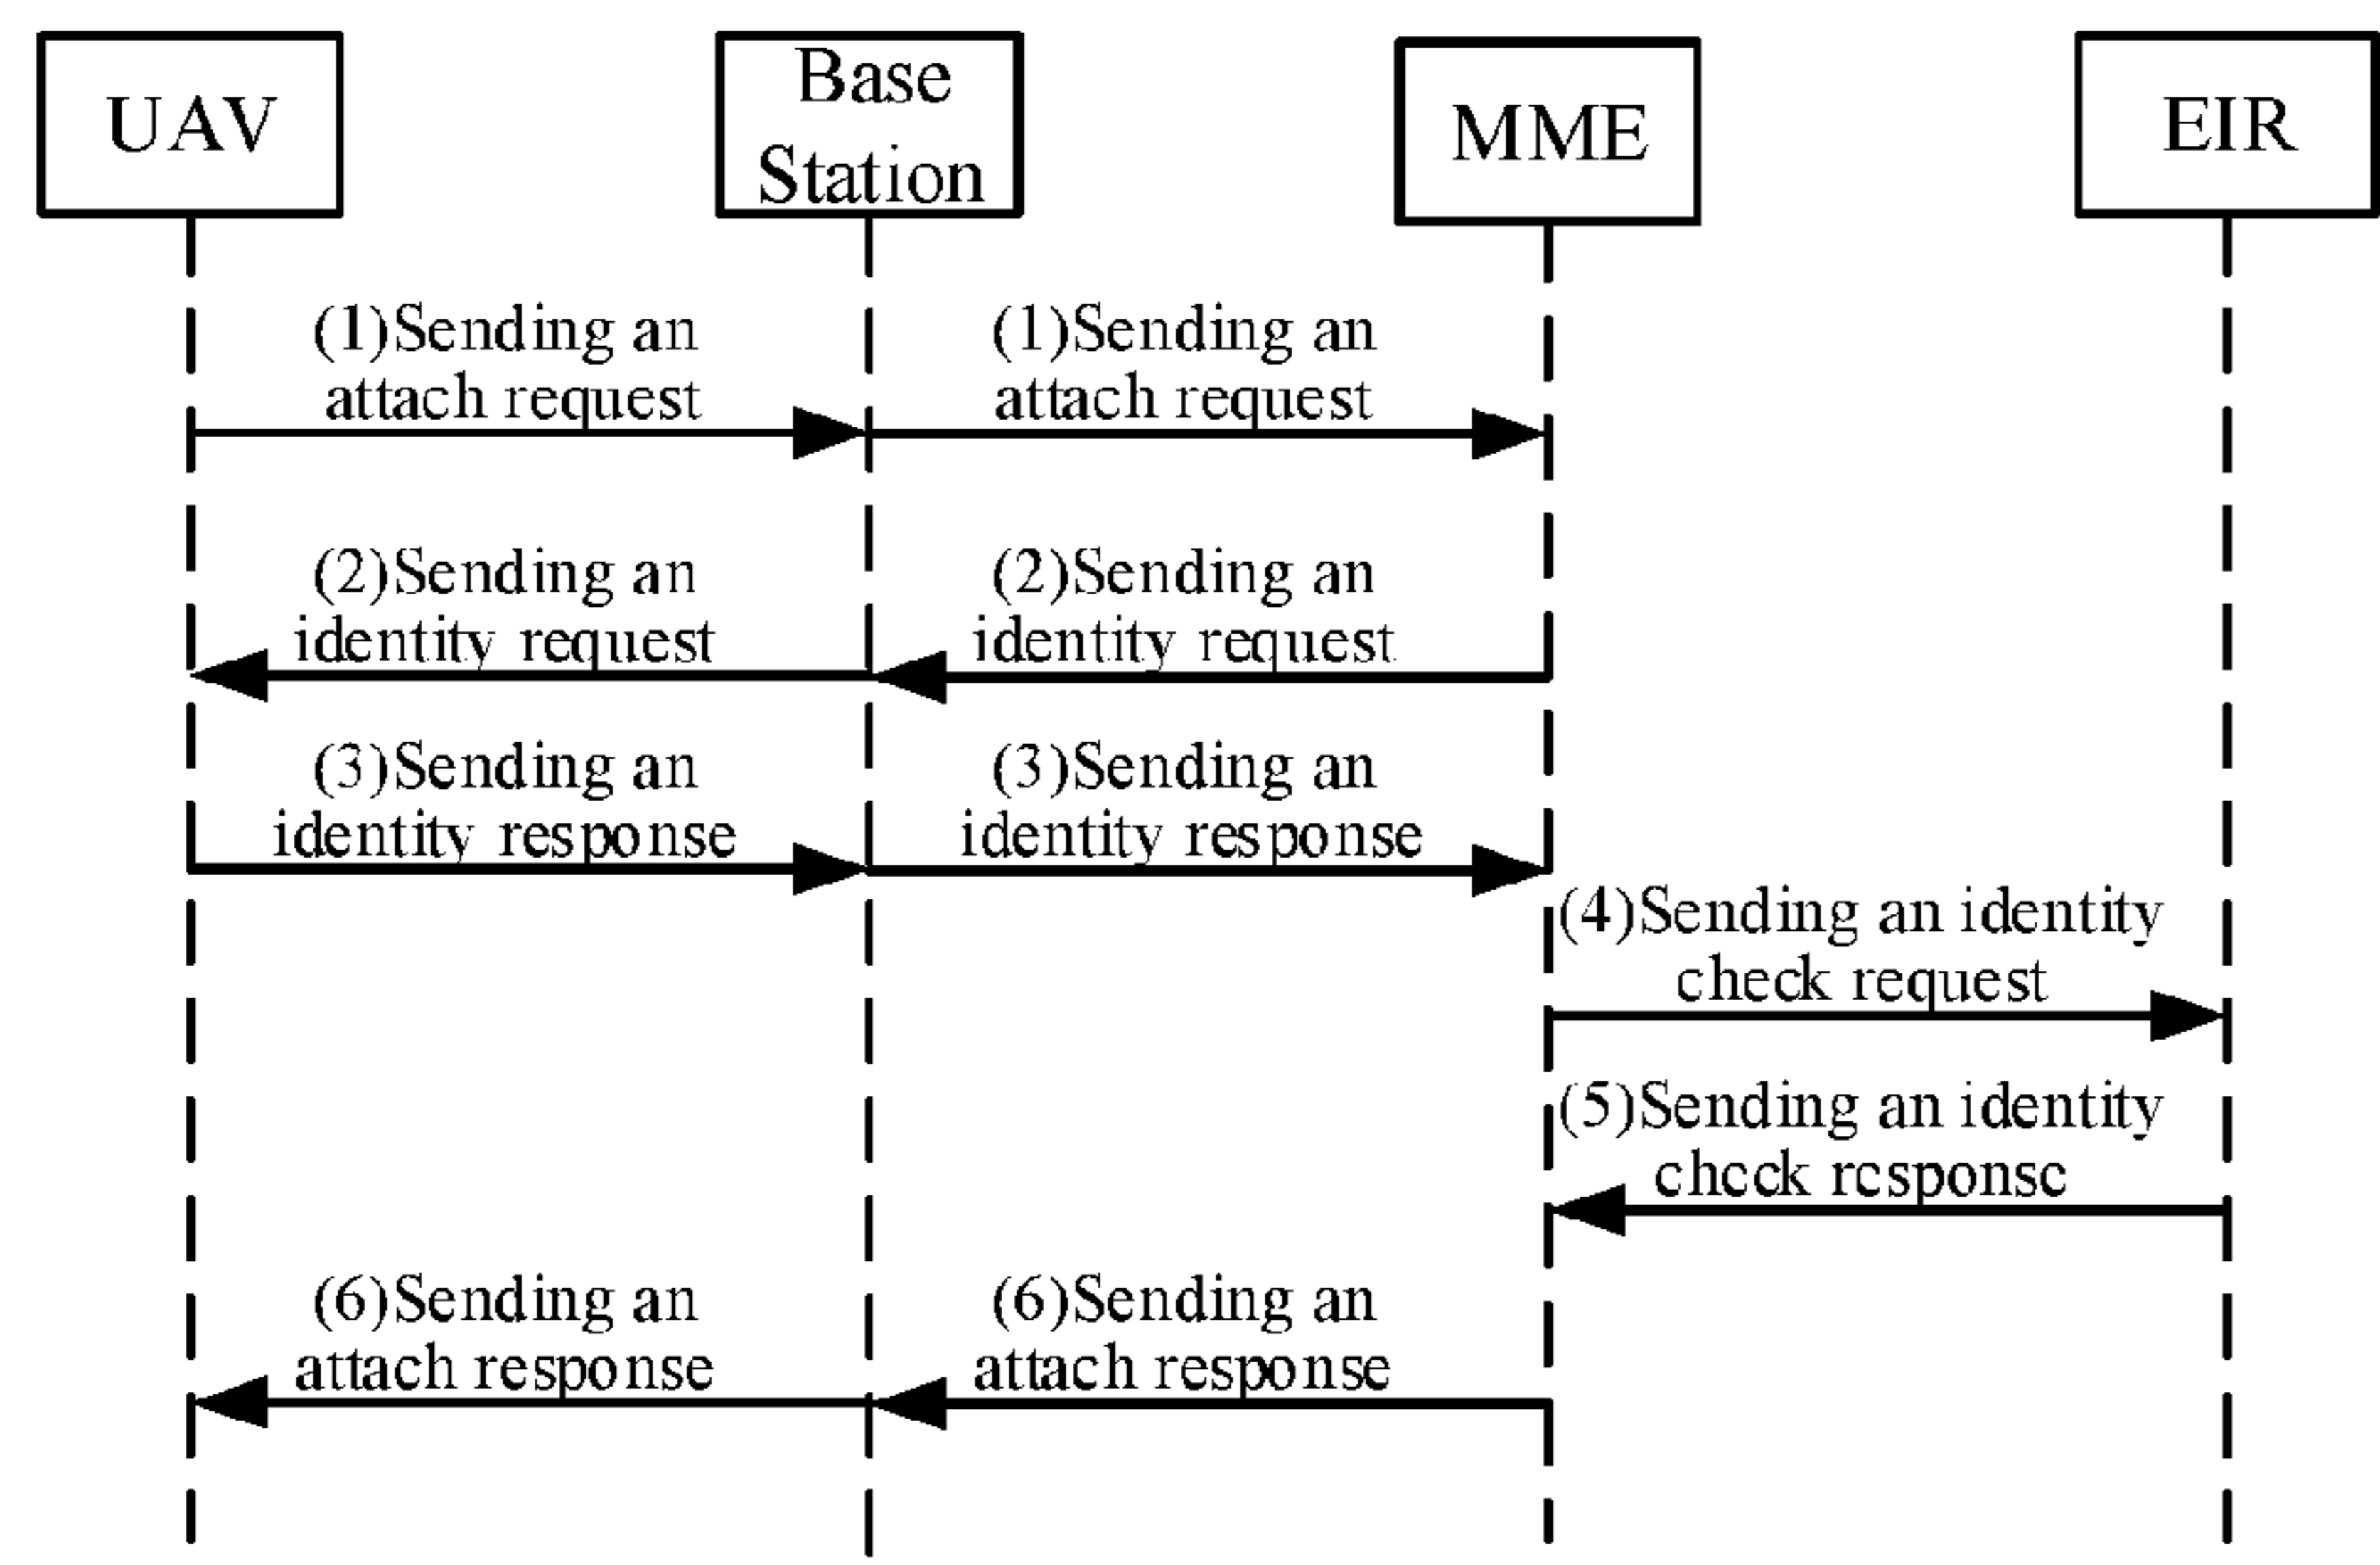 UAV
Base
Station
MME
EIR
(1)Sending an
attach request
(1)Sending an
attach request
(2)Sending an
identity request
(2)Sending an
identity request
(3)Sending an
identity response
(3)Sending an
identity response
(4)Sending an identity
check request
(5)Sending an identity
check response
(6)Sending an
attach response
(6)Sending an
attach response